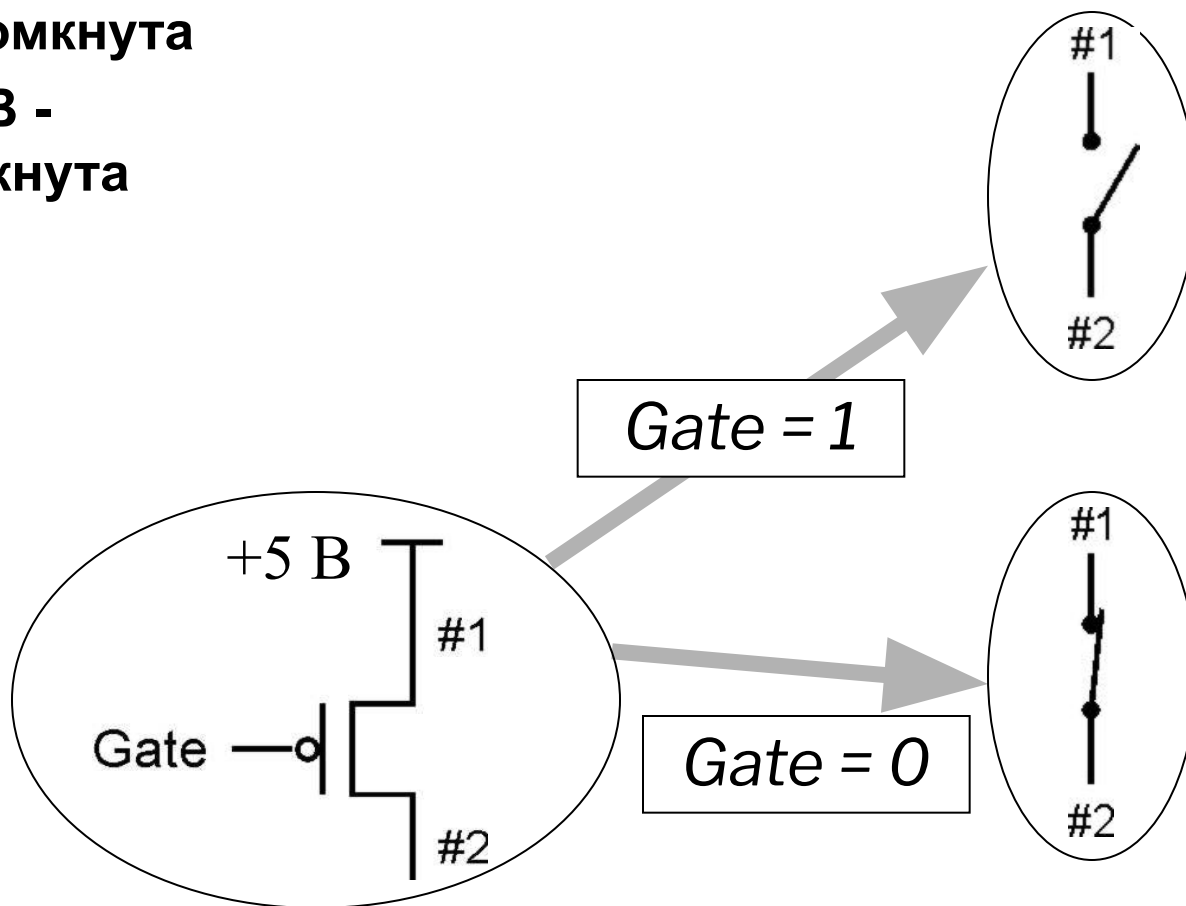 омкнута
В -
кнута
#1
#2
Gate = 1
+5 В
#1
Gate
#2
#1
Gate = 0
#2